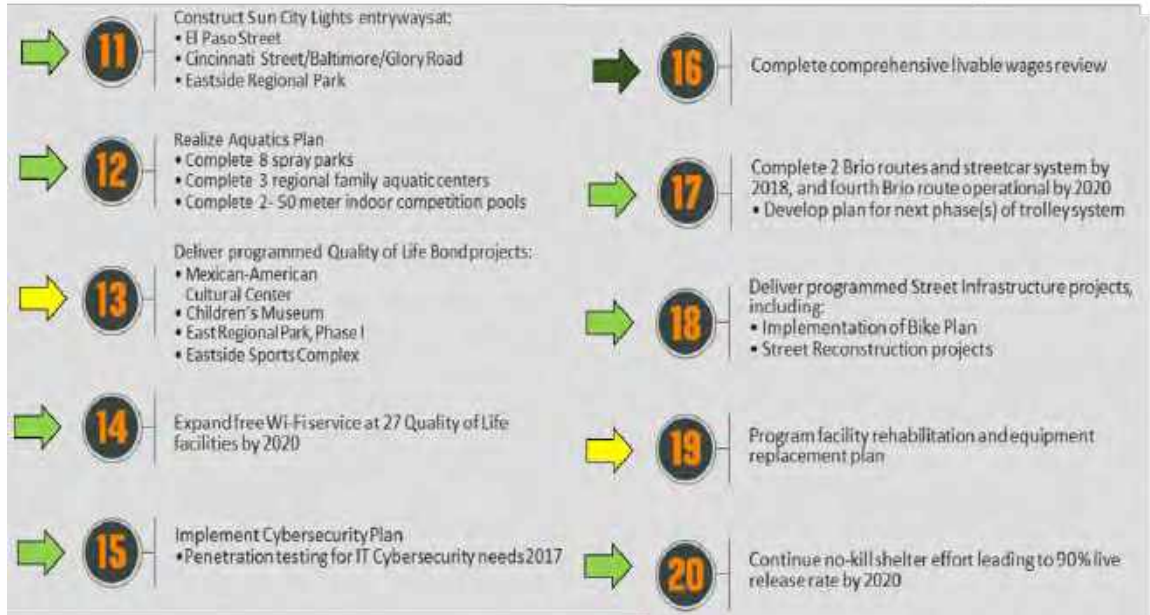 11
Construct Sun City Lights entrywaysat:
• El Paso Street
• Cincinnati Street/Baltimore/Glory Road
• Eastside Regional Park
12
Realize Aquatics Plan
• Complete 8 spray parks
• Complete 3 regional family aquatic centers
• Complete 2- 50 meter indoor competition pools
13
Deliver programmed Quality of Life Bond projects:
• Mexican-American
Cultural Center
• Children's Museum
• East Regional Park, Phase I
• Eastside Sports Complex
14
Expand free Wi-Fi service at 27 Quality of Life
facilities by 2020
15
Implement Cybersecurity Plan
•Penetration testing for IT Cybersecurity needs 2017
16
Complete comprehensive livable wages review
17
Complete 2 Brio routes and streetcar system by
2018, and fourth Brio route operational by 2020
• Develop plan for next phase(s) of trolley system
18
Deliver programmed Street Infrastructure projects,
including:
• Implementation of Bike Plan
• Street Reconstruction projects
19
Program facility rehabilitation and equipment
replacement plan
20
Continue no-kill shelter effort leading to 90% live
release rate by 2020